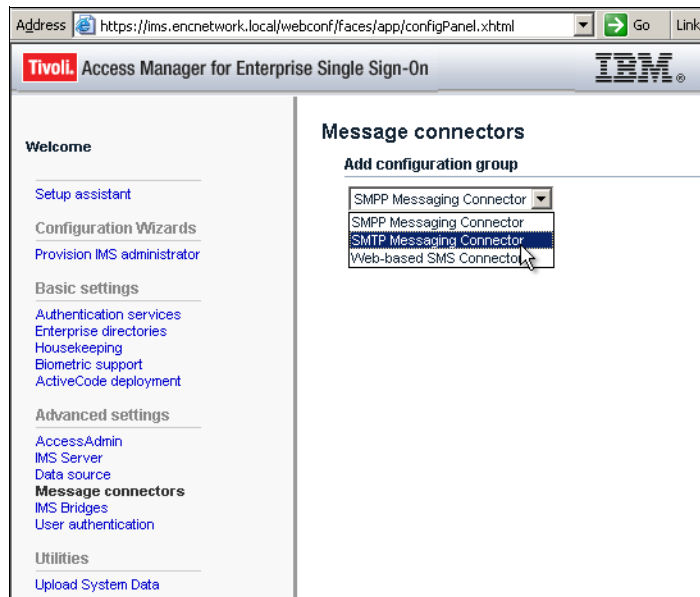 Address https://ims.encnetwork.local/webconf/faces/app/configPanel.xhtml Go Link
Tivoli. Access Manager for Enterprise Single Sign-On IBM®
Welcome
Setup assistant
Configuration Wizards
Provision IMS administrator
Basic settings
Authentication services
Enterprise directories
Housekeeping
Biometric support
ActiveCode deployment
Advanced settings
AccessAdmin
IMS Server
Data source
Message connectors
IMS Bridges
User authentication
Utilities
Upload System Data
Message connectors
Add configuration group
SMPP Messaging Connector
SMPP Messaging Connector
SMTP Messaging Connector
Web-based SMS Connector